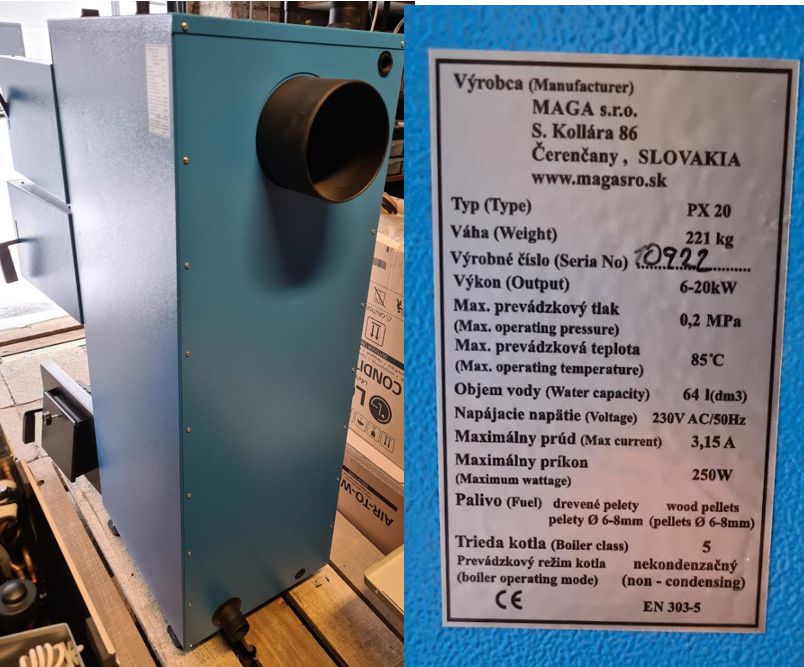 Výrobca (Manufacturer)
MAGA s.r.o.
S. Kollára 86
Čerenčany, SLOVAKIA
www.magasro.sk
Typ (Type) PX 20
Váha (Weight) 221 kg
Výrobné číslo (Seria No) 10922
Výkon (Output) 6-20kW
Max. prevádzkový tlak
(Max. operating pressure) 0,2 MPa
Max. prevádzková teplota
(Max. operating temperature) 85°C
Objem vody (Water capacity) 64 l(dm3)
Napájacie napätie (Voltage) 230V AC/50Hz
Maximálny prúd (Max current) 3,15 A
Maximálny príkon
(Maximum wattage) 250W
Palivo (Fuel) drevené pelety wood pellets
pelety Ø 6-8mm (pellets Ø 6-8mm)
Trieda kotla (Boiler class) 5
Prevádzkový režim kotla nekondenzačný
(boiler operating mode) (non - condensing)
CE EN 303-5
CAUTION
CONDI
AIR-TO-W